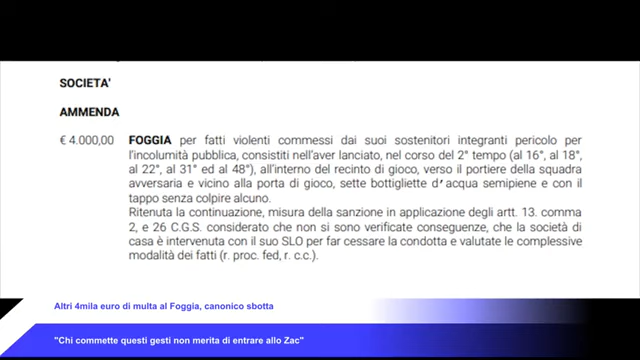 SOCIETA'
AMMENDA
€ 4.000,00 FOGGIA per fatti violenti commessi dai suoi sostenitori integranti pericolo per
l'incolumità pubblica, consistiti nell'aver lanciato, nel corso del 2° tempo (al 16°, al 18°,
al 22°, al 31° ed al 48°), all'interno del recinto di gioco, verso il portiere della squadra
avversaria e vicino alla porta di gioco, sette bottigliette d'acqua semipiene e con il
tappo senza colpire alcuno.
Ritenuta la continuazione, misura della sanzione in applicazione degli artt. 13. comma
2, e 26 C.G.S. considerato che non si sono verificate conseguenze, che la società di
casa è intervenuta con il suo SLO per far cessare la condotta e valutate le complessive
modalità dei fatti (r. proc. fed, r. c.c.).
Altri 4mila euro di multa al Foggia, canonico sbotta
"Chi commette questi gesti non merita di entrare allo Zac"